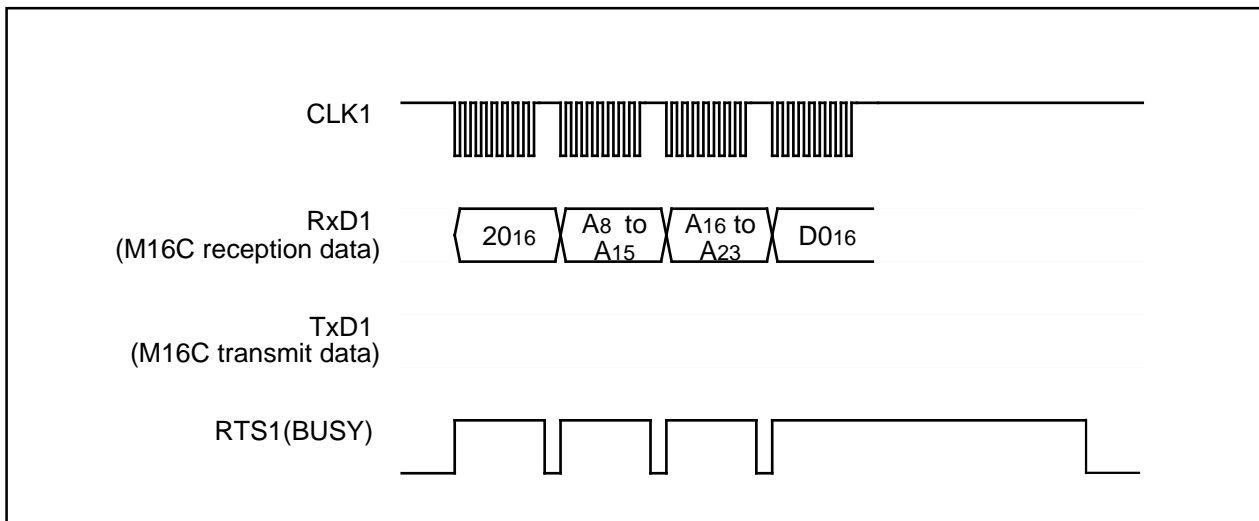 CLK1
RxD1
(M16C reception data)
2016
A8 to
A15
A16 to
A23
D016
TxD1
(M16C transmit data)
RTS1(BUSY)